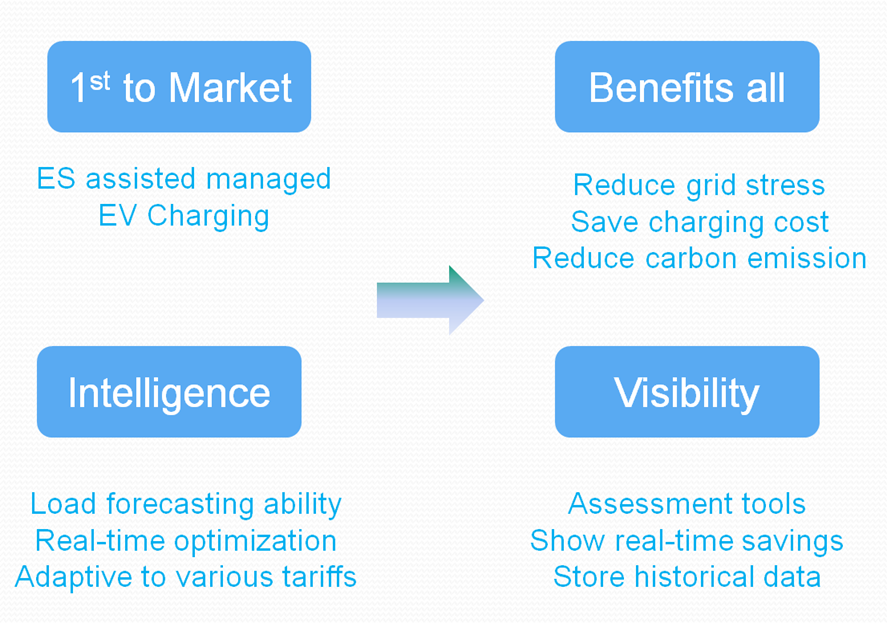 1st to Market
ES assisted managed
EV Charging
Benefits all
Reduce grid stress
Save charging cost
Reduce carbon emission
Intelligence
Load forecasting ability
Real-time optimization
Adaptive to various tariffs
Visibility
Assessment tools
Show real-time savings
Store historical data